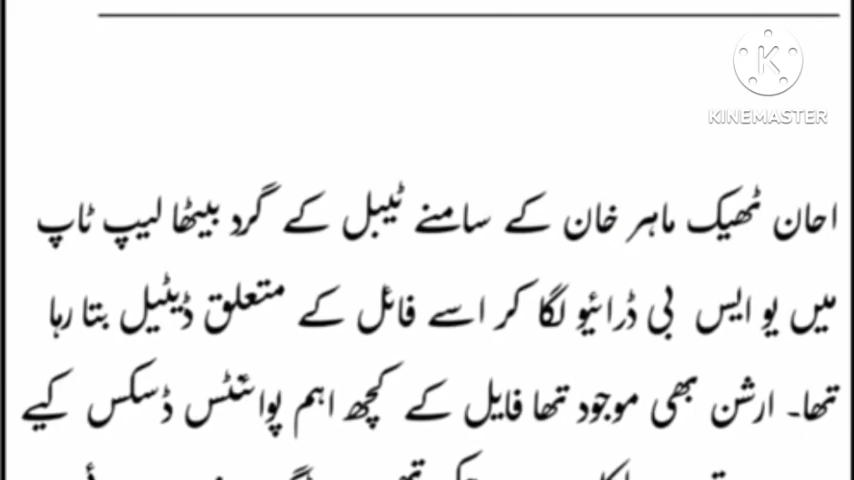 KINEMASTER
احان ٹھیک ماہر خان کے سامنے ٹیبل کے گرد بیٹھا لیپ ٹاپ
میں یو ایس بی ڈرائیو لگا کر اسے فائل کے متعلق ڈیٹیل بتا رہا
تھا۔ ارشن بھی موجود تھا فایل کے کچھ اہم پوائنٹس ڈسکس کیے